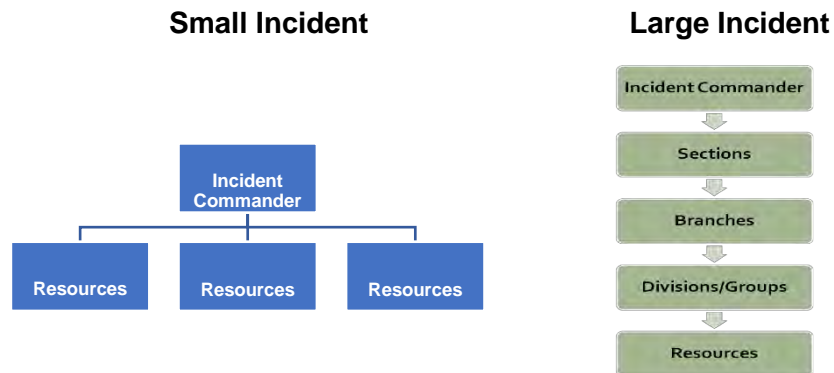 Small Incident
Large Incident
Incident
Commander
Resources
Resources
Resources
Incident Commander
Sections
Branches
Divisions/Groups
Resources